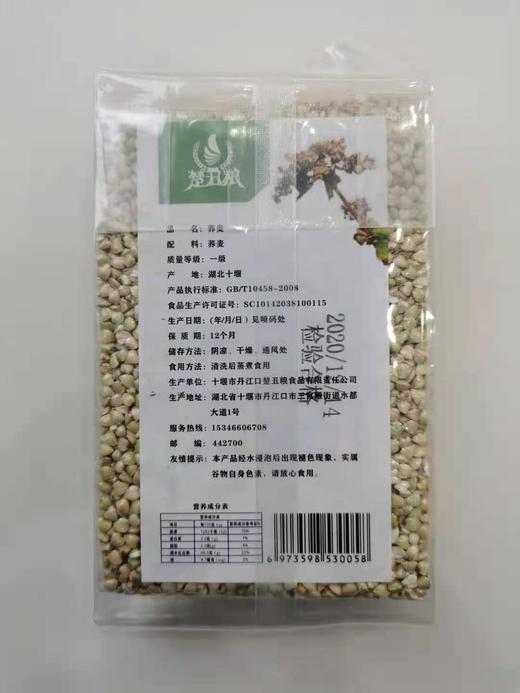 楚丑粮
品 名：荞麦
配 料：荞麦
质量等级：一级
产 地：湖北十堰
产品执行标准：GB/T10458-2008
食品生产许可证号：SC10142038100115
生产日期：(年/月/日)见喷码处
保 质 期：12个月
储存方法：阴凉、干燥、通风处
食用方法：清洗后蒸煮食用
生产单位：十堰市丹江口楚丑粮食品有限责任公司
生产地址：湖北省十堰市丹江口市三官殿街道水都
大道1号
服务热线：15346606708
邮 编：442700
友情提示：本产品经水浸泡后出现褪色现象，实属
谷物自身色素，请放心食用。
检验合格
营养成分表
6973598530058